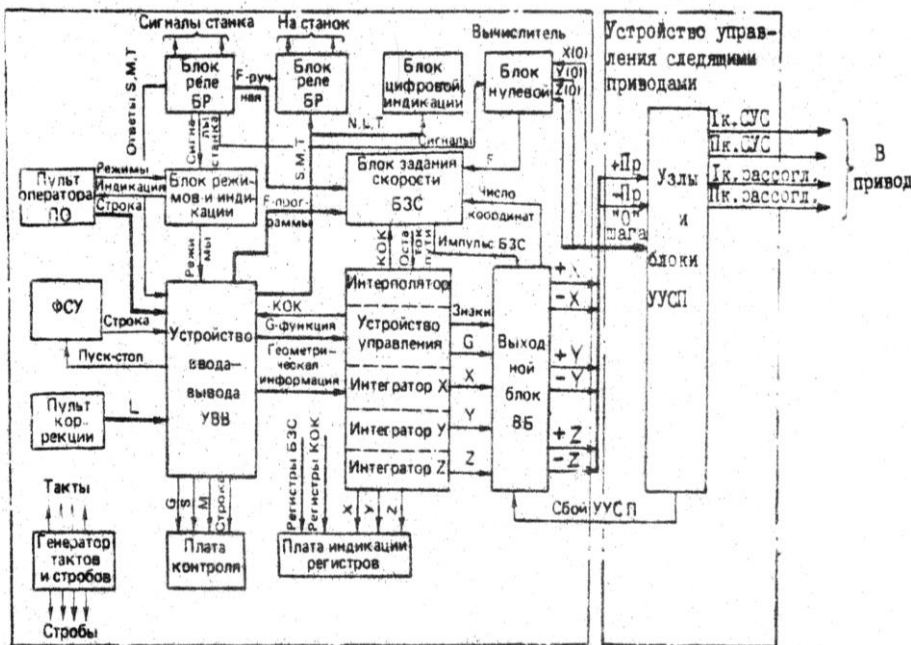 Сигналы станка
На станок
Вычислитель
Устройство управ-
ления следящими
приводами
Ответы S,M,T
Блок
реле
БР
F-руч
ная
Блок
реле БР
Блок
цифровой
индикации
Блок
нулевой
X(0)
Y(0)
Z(0)
Сигна
лы
станка
S,M,T
N,L,T
Сигналы
F
Iк.СУС
Пк.СУС
Iк.рассогл.
Пк.рассогл.
В
привод
Пульт
оператора
ПО
Режимы
Индикация
Строка
Блок режи-
мов и инди-
кации
F-прог-
раммы
Блок задания
скорости
БЗС
Число
координат
+Пр
-Пр
"0"
шага
Узлы
и
блоки
УУСП
Режи
мы
КОК
Оста
ток
пути
Импульс БЗС
ФСУ
Строка
Пуск-стоп
Устройство
ввода-
вывода
УВВ
КОК
G-функция
Геометри-
ческая
информация
Интерполятор
Устройство
управления
Интегратор X
Интегратор У
Интегратор Z
Знаки
G
X
Y
Z
Выход
ной
блок
ВБ
+X
-X
+Y
-Y
+Z
-Z
Пульт
кор-
рекции
L
Сбой УУСП
G
S
M
Строка
Регистры БЗС
Регистры КОК
X
Y
Z
Такты
Генератор
тактов
и стробов
Стробы
Плата
контроля
Плата индикации
регистров